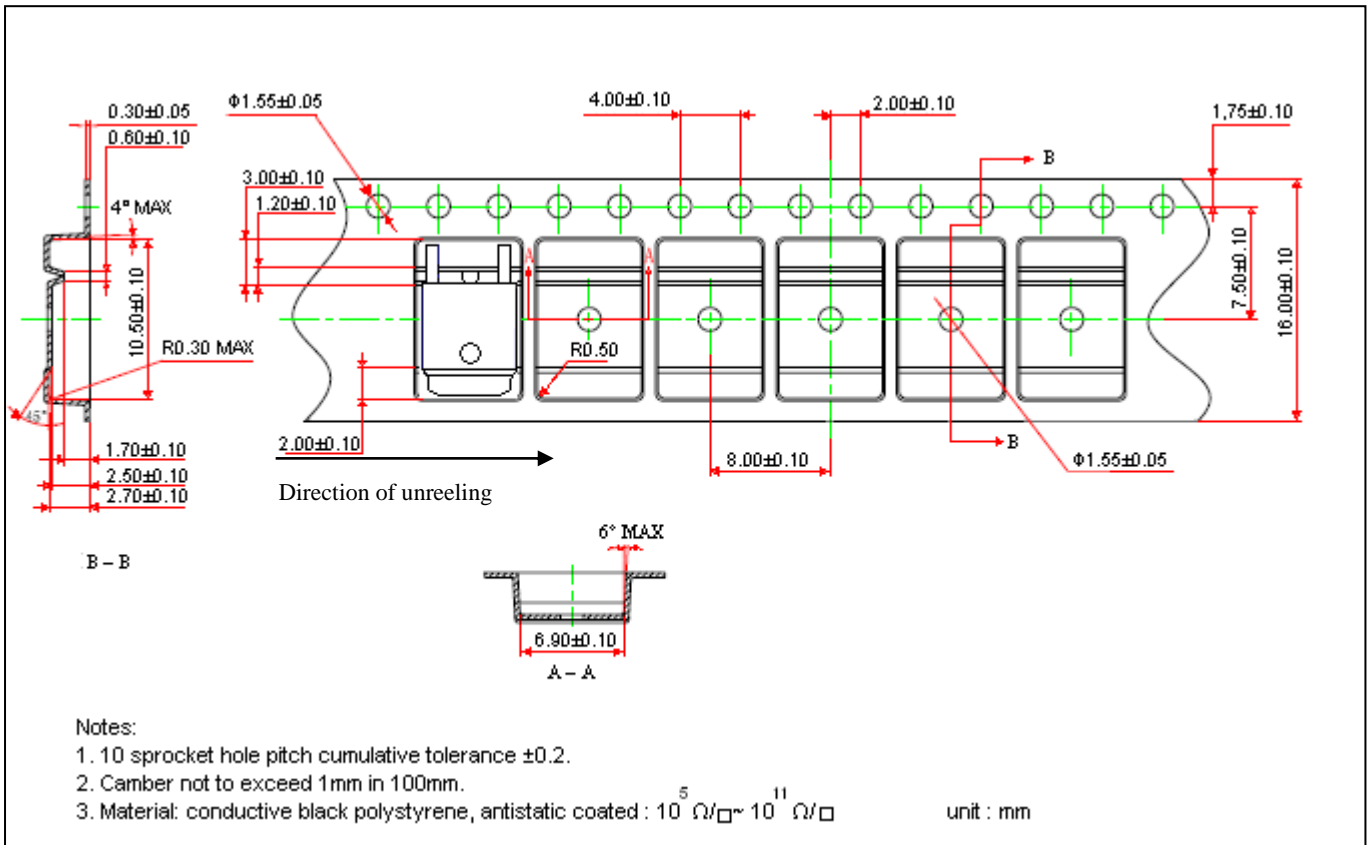 0.30±0.05
Φ1.55±0.05
4.00±0.10
2.00±0.10
1,75±0.10
0.60±0.10
B
3.00±0.10
4° MAX
1.20±0.10
A
A
7.50±0.10
16.00±0.10
10.50±0.10
R0.30 MAX
R0.50
45°
2.00±0.10
B
1.70±0.10
8.00±0.10
Φ1.55±0.05
2.50±0.10
2.70±0.10
Direction of unreeling
6° MAX
B – B
6.90±0.10
A – A
Notes:
1. 10 sprocket hole pitch cumulative tolerance ±0.2.
2. Camber not to exceed 1mm in 100mm.
3. Material: conductive black polystyrene, antistatic coated : 10⁵ Ω/□~ 10¹¹ Ω/□ unit : mm